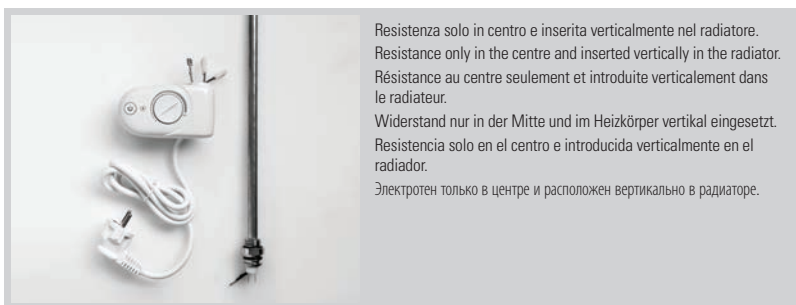 Resistenza solo in centro e inserita verticalmente nel radiatore.
Resistance only in the centre and inserted vertically in the radiator.
Résistance au centre seulement et introduite verticalement dans
le radiateur.
Widerstand nur in der Mitte und im Heizkörper vertikal eingesetzt.
Resistencia solo en el centro e introducida verticalmente en el
radiador.
Электротен только в центре и расположен вертикально в радиаторе.